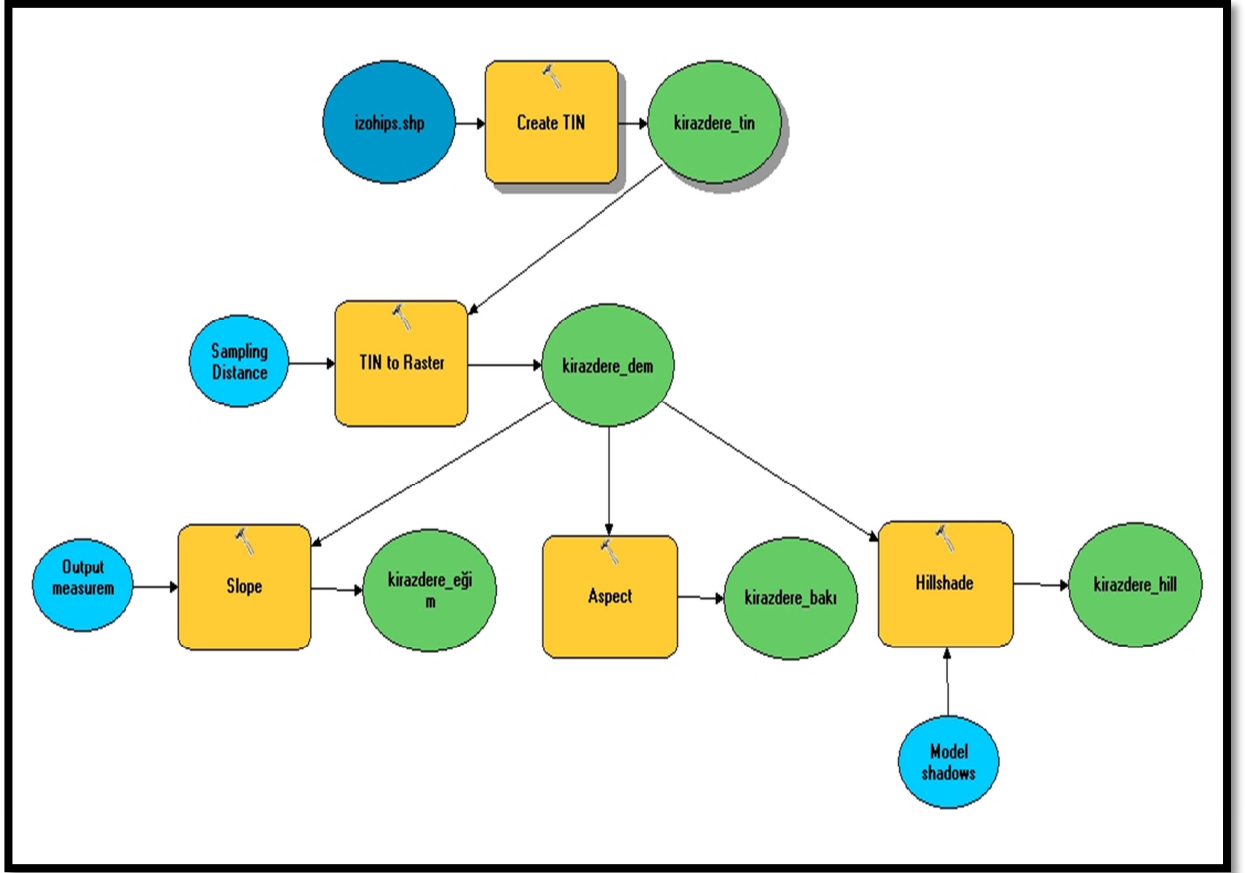 izohips.shp
Create TIN
kirazdere_tin
Sampling
Distance
TIN to Raster
kirazdere_dem
Output
measurem
Slope
kirazdere_eği
m
Aspect
kirazdere_bakı
Hillshade
kirazdere_hill
Model
shadows